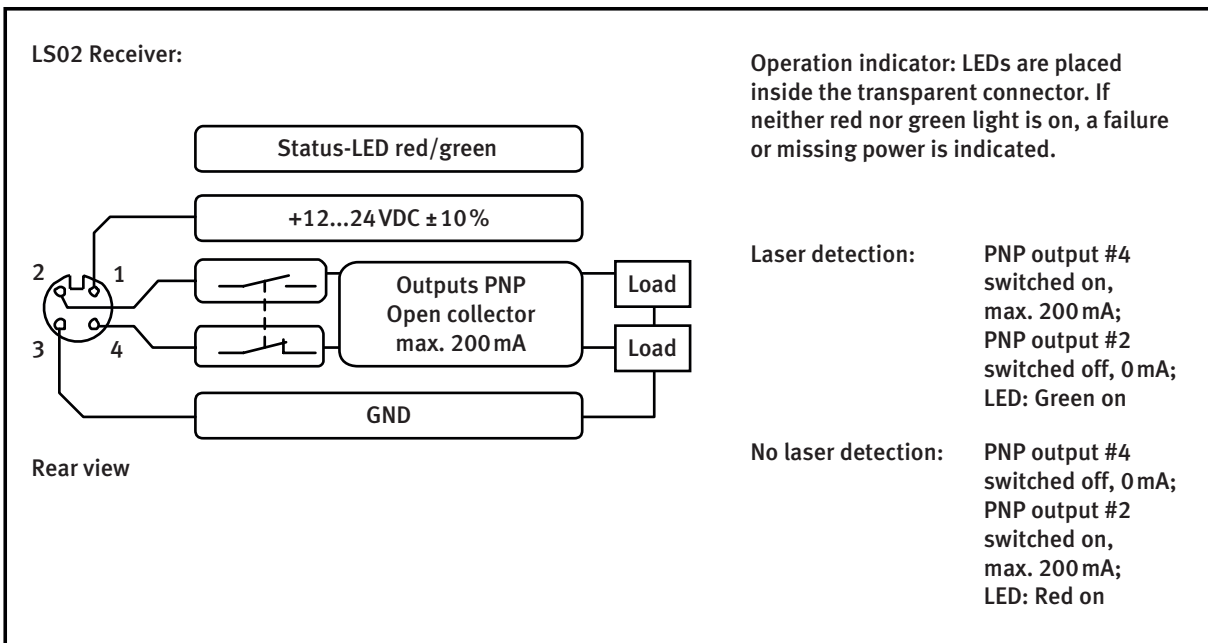 LS02 Receiver:
Status-LED red/green
+12...24 VDC ±10 %
2
1
3
4
Outputs PNP
Open collector
max. 200 mA
Load
Load
GND
Rear view
Operation indicator: LEDs are placed
inside the transparent connector. If
neither red nor green light is on, a failure
or missing power is indicated.
Laser detection: PNP output #4
switched on,
max. 200 mA;
PNP output #2
switched off, 0 mA;
LED: Green on
No laser detection: PNP output #4
switched off, 0 mA;
PNP output #2
switched on,
max. 200 mA;
LED: Red on